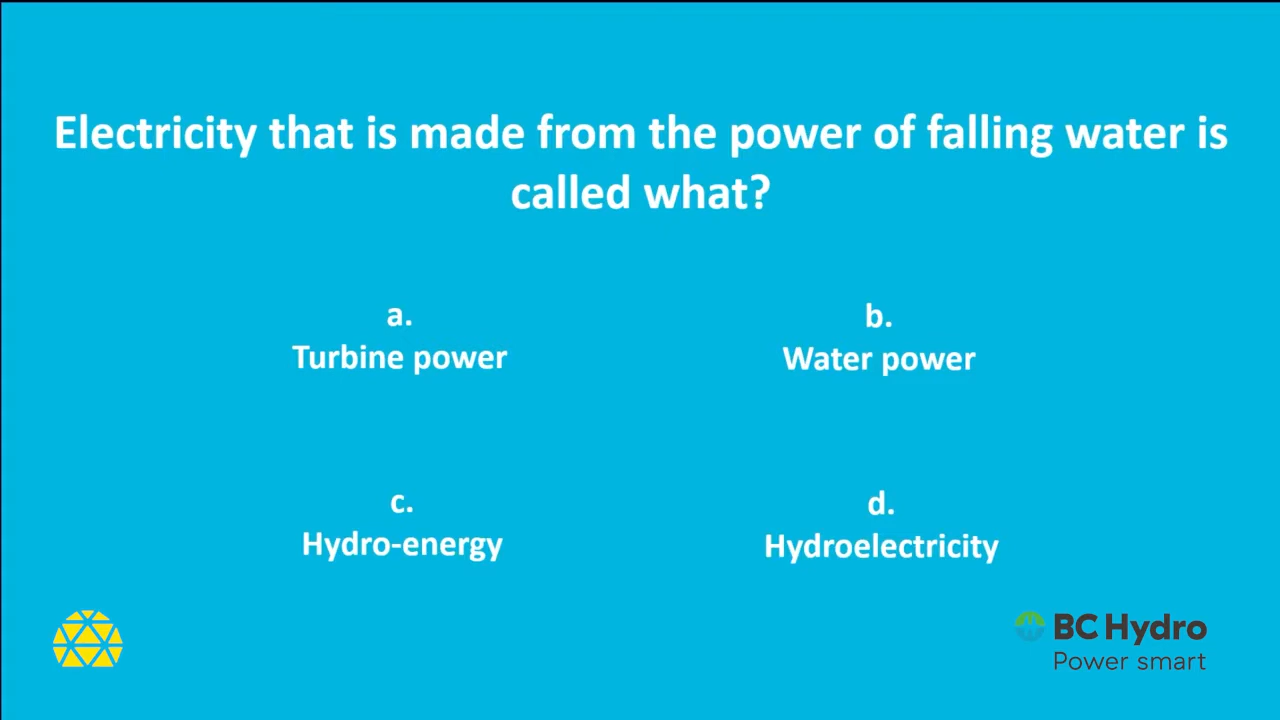 Electricity that is made from the power of falling water is
called what?
a.
Turbine power
b.
Water power
c.
Hydro-energy
d.
Hydroelectricity
BC Hydro
Power smart